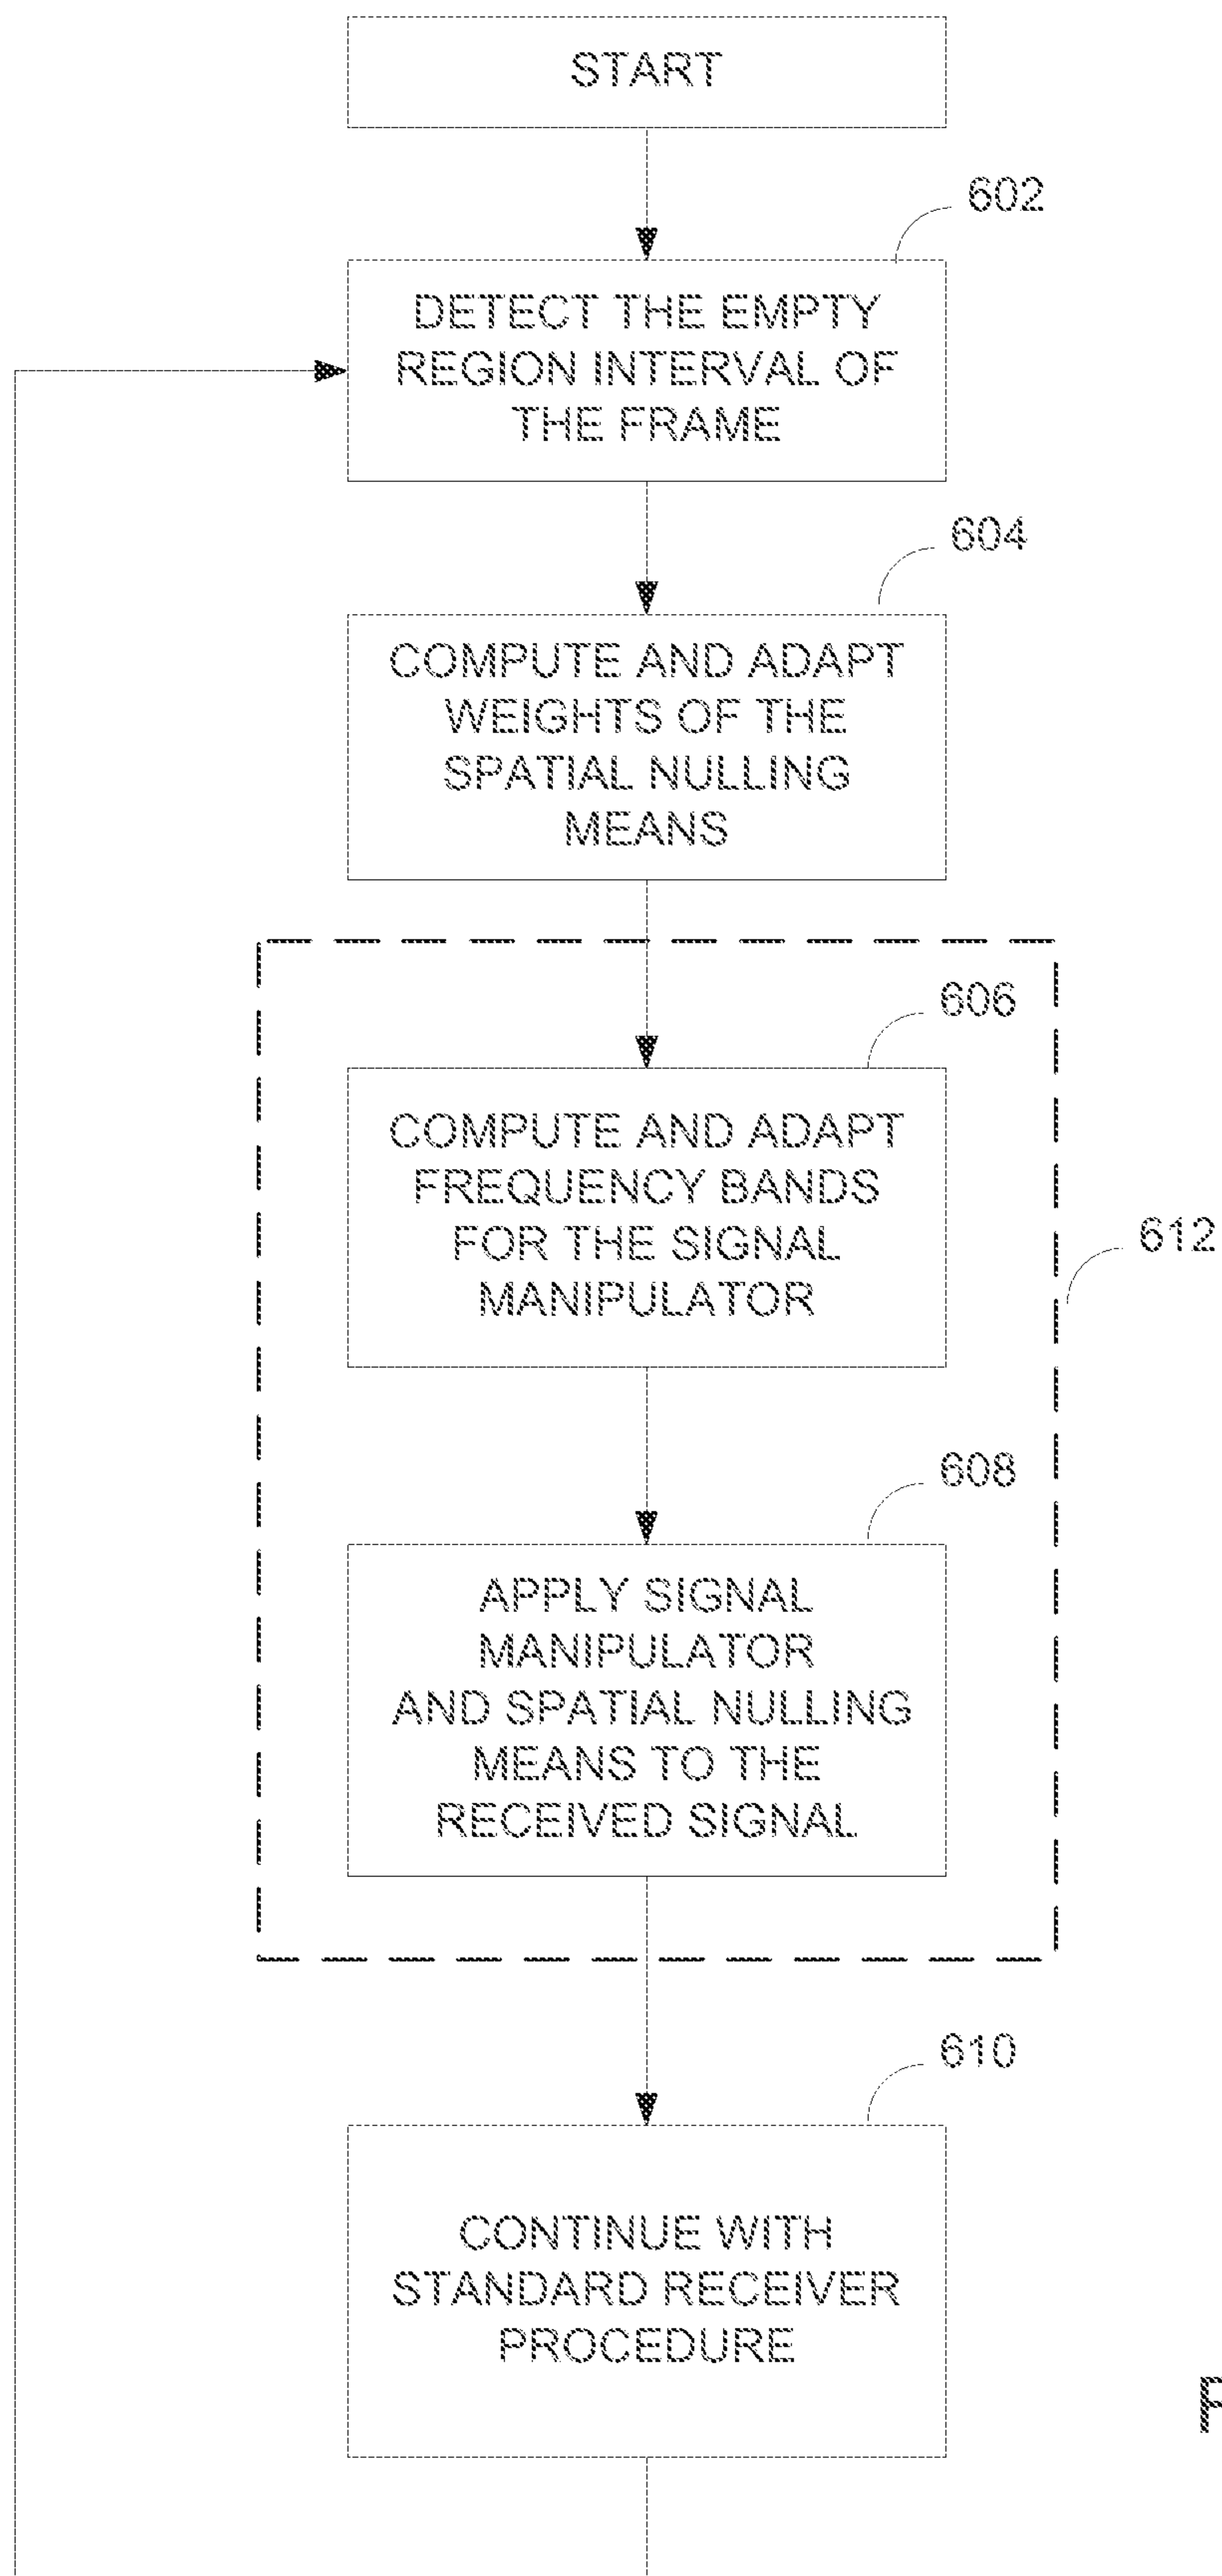 START
602
DETECT THE EMPTY
REGION INTERVAL OF
THE FRAME
604
COMPUTE AND ADAPT
WEIGHTS OF THE
SPATIAL NULLING
MEANS
606
COMPUTE AND ADAPT
FREQUENCY BANDS
FOR THE SIGNAL
MANIPULATOR
612
608
APPLY SIGNAL
MANIPULATOR
AND SPATIAL NULLING
MEANS TO THE
RECEIVED SIGNAL
610
CONTINUE WITH
STANDARD RECEIVER
PROCEDURE